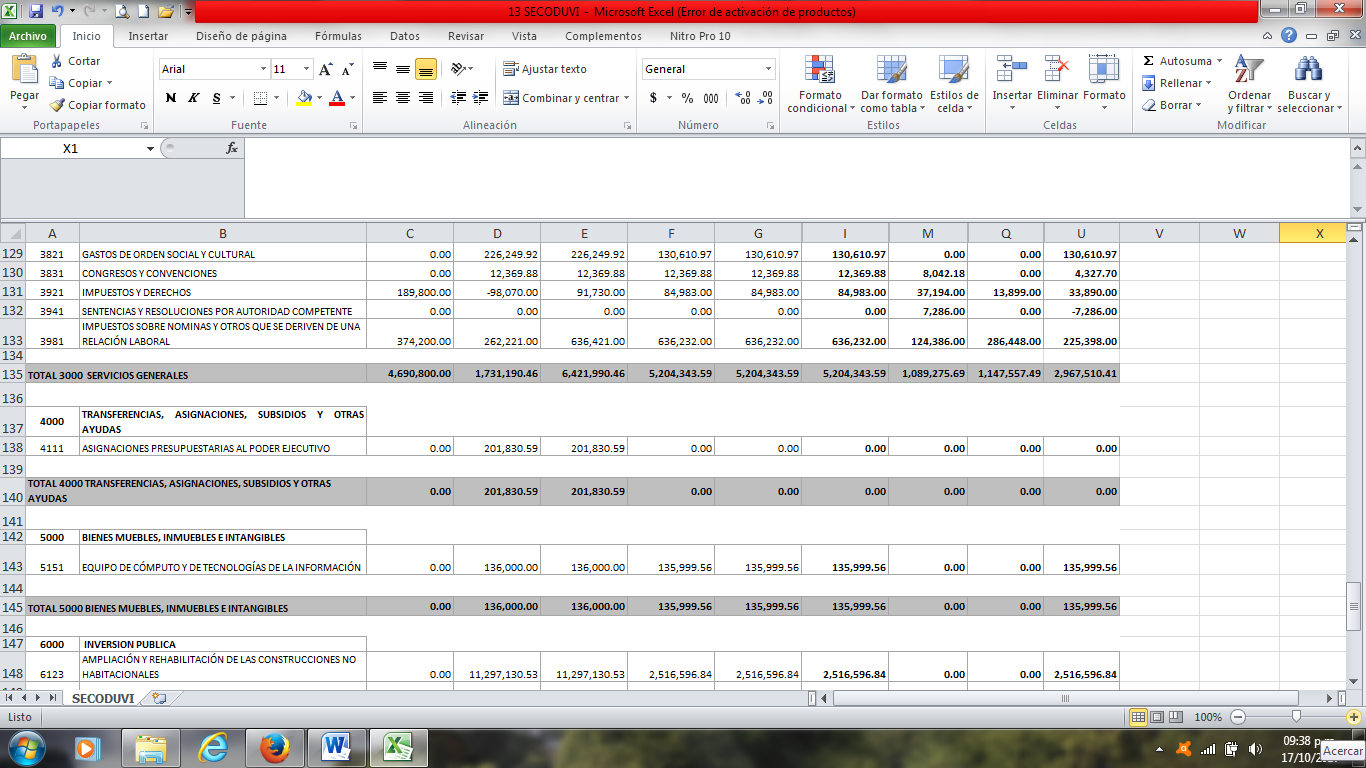 13 SECODUVI - Microsoft Excel (Error de activación de productos)
Archivo Inicio Insertar Diseño de página Fórmulas Datos Revisar Vista Complementos Nitro Pro 10
Pegar Cortar Copiar Copiar formato
Portapapeles
Arial 11
N K S
Fuente
Ajustar texto
Combinar y centrar
Alineación
General
$ % 000
Número
Formato condicional Dar formato como tabla Estilos de celda
Estilos
Insertar Eliminar Formato
Celdas
Σ Autosuma
Rellenar
Borrar
Ordenar y filtrar Buscar y seleccionar
Modificar
X1 fx
A B C D E F G I M Q U V W X
129 3821 GASTOS DE ORDEN SOCIAL Y CULTURAL 0.00 226,249.92 226,249.92 130,610.97 130,610.97 130,610.97 0.00 0.00 130,610.97
130 3831 CONGRESOS Y CONVENCIONES 0.00 12,369.88 12,369.88 12,369.88 12,369.88 12,369.88 8,042.18 0.00 4,327.70
131 3921 IMPUESTOS Y DERECHOS 189,800.00 -98,070.00 91,730.00 84,983.00 84,983.00 84,983.00 37,194.00 13,899.00 33,890.00
132 3941 SENTENCIAS Y RESOLUCIONES POR AUTORIDAD COMPETENTE 0.00 0.00 0.00 0.00 0.00 0.00 7,286.00 0.00 -7,286.00
IMPUESTOS SOBRE NOMINAS Y OTROS QUE SE DERIVEN DE UNA
133 3981 RELACIÓN LABORAL 374,200.00 262,221.00 636,421.00 636,232.00 636,232.00 636,232.00 124,386.00 286,448.00 225,398.00
134
135 TOTAL 3000 SERVICIOS GENERALES 4,690,800.00 1,731,190.46 6,421,990.46 5,204,343.59 5,204,343.59 5,204,343.59 1,089,275.69 1,147,557.49 2,967,510.41
136
TRANSFERENCIAS, ASIGNACIONES, SUBSIDIOS Y OTRAS
137 4000 AYUDAS
138 4111 ASIGNACIONES PRESUPUESTARIAS AL PODER EJECUTIVO 0.00 201,830.59 201,830.59 0.00 0.00 0.00 0.00 0.00 0.00
139
TOTAL 4000 TRANSFERENCIAS, ASIGNACIONES, SUBSIDIOS Y OTRAS
140 AYUDAS 0.00 201,830.59 201,830.59 0.00 0.00 0.00 0.00 0.00 0.00
141
142 5000 BIENES MUEBLES, INMUEBLES E INTANGIBLES
143 5151 EQUIPO DE CÓMPUTO Y DE TECNOLOGÍAS DE LA INFORMACIÓN 0.00 136,000.00 136,000.00 135,999.56 135,999.56 135,999.56 0.00 0.00 135,999.56
144
145 TOTAL 5000 BIENES MUEBLES, INMUEBLES E INTANGIBLES 0.00 136,000.00 136,000.00 135,999.56 135,999.56 135,999.56 0.00 0.00 135,999.56
146
147 6000 INVERSION PUBLICA
AMPLIACIÓN Y REHABILITACIÓN DE LAS CONSTRUCCIONES NO
148 6123 HABITACIONALES 0.00 11,297,130.53 11,297,130.53 2,516,596.84 2,516,596.84 2,516,596.84 0.00 0.00 2,516,596.84
SECODUVI
Listo 100%
09:38 p.m.
17/10/20
Acercar